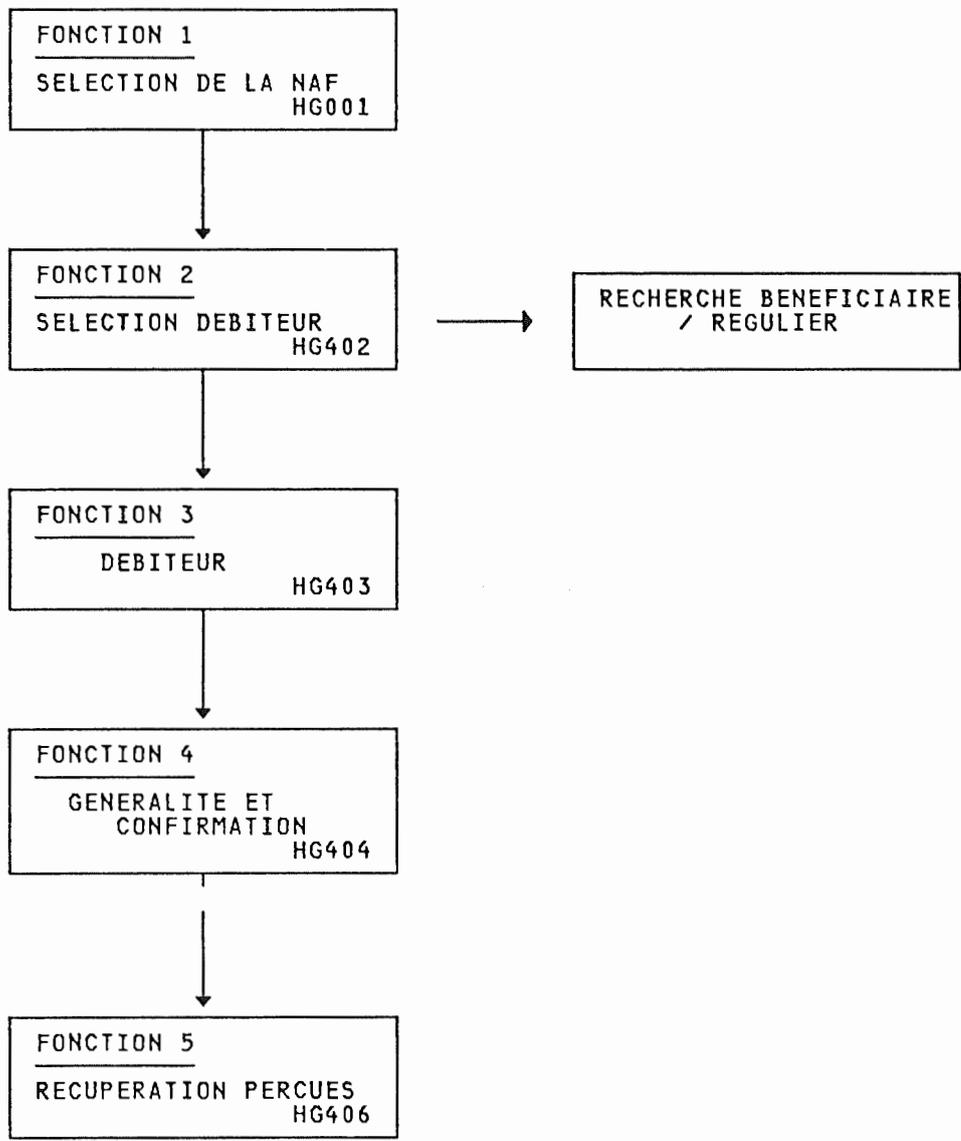 FONCTION 1
SELECTION DE LA NAF
HG001
FONCTION 2
SELECTION DEBITEUR
HG402
RECHERCHE BENEFICIAIRE
/ REGULIER
FONCTION 3
DEBITEUR
HG403
FONCTION 4
GENERALITE ET
CONFIRMATION
HG404
FONCTION 5
RECUPERATION PERCUES
HG406